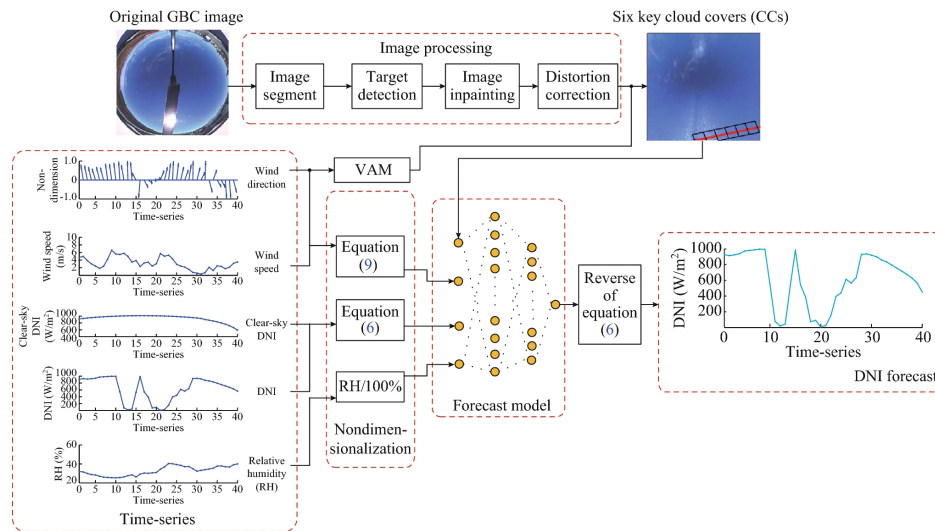 Original GBC image
Six key cloud covers (CCs)
Image processing
Image
segment
Target
detection
Image
inpainting
Distortion
correction
Non-
dimension
1.0
0
-1.0
0 5 10 15 20 25 30 35 40
Time-series
Wind
direction
VAM
Wind speed
(m/s)
10
8
6
4
2
0
0 5 10 15 20 25 30 35 40
Time-series
Wind
speed
Equation
(9)
Clear-sky
DNI
(W/m²)
1000
800
600
0 5 10 15 20 25 30 35 40
Time-series
Clear-sky
DNI
Equation
(6)
DNI (W/m²)
1000
800
600
400
200
0 5 10 15 20 25 30 35 40
Time-series
DNI
RH/100%
RH (%)
60
40
20
0 5 10 15 20 25 30 35 40
Time-series
Relative
humidity
(RH)
Time-series
Nondimen-
sionalization
Forecast model
Reverse
of
equation
(6)
DNI (W/m²)
1000
800
600
400
200
0
10 20 30 40
Time-series
DNI forecast